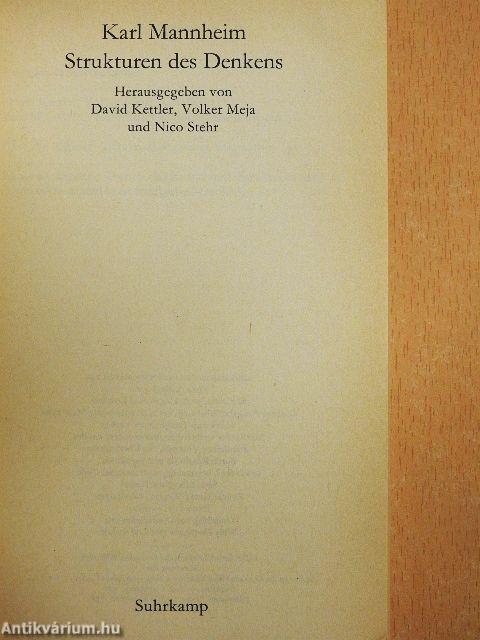 Karl Mannheim
Strukturen des Denkens
Herausgegeben von
David Kettler, Volker Meja
und Nico Stehr
Suhrkamp
Antikvárium.hu